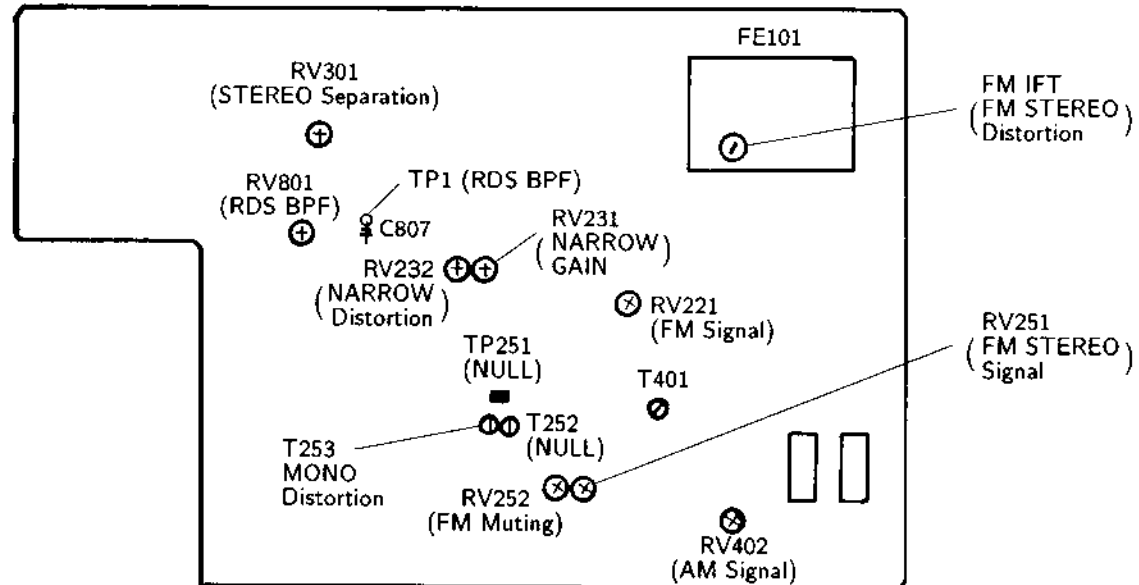 FE101
RV301
(STEREO Separation)
FM IFT
(FM STEREO)
Distortion
TP1 (RDS BPF)
RV801
(RDS BPF)
C807
RV231
(NARROW)
GAIN
RV232
(NARROW)
Distortion
RV221
(FM Signal)
RV251
(FM STEREO)
Signal
TP251
(NULL)
T401
T252
(NULL)
T253
MONO
Distortion
RV252
(FM Muting)
RV402
(AM Signal)